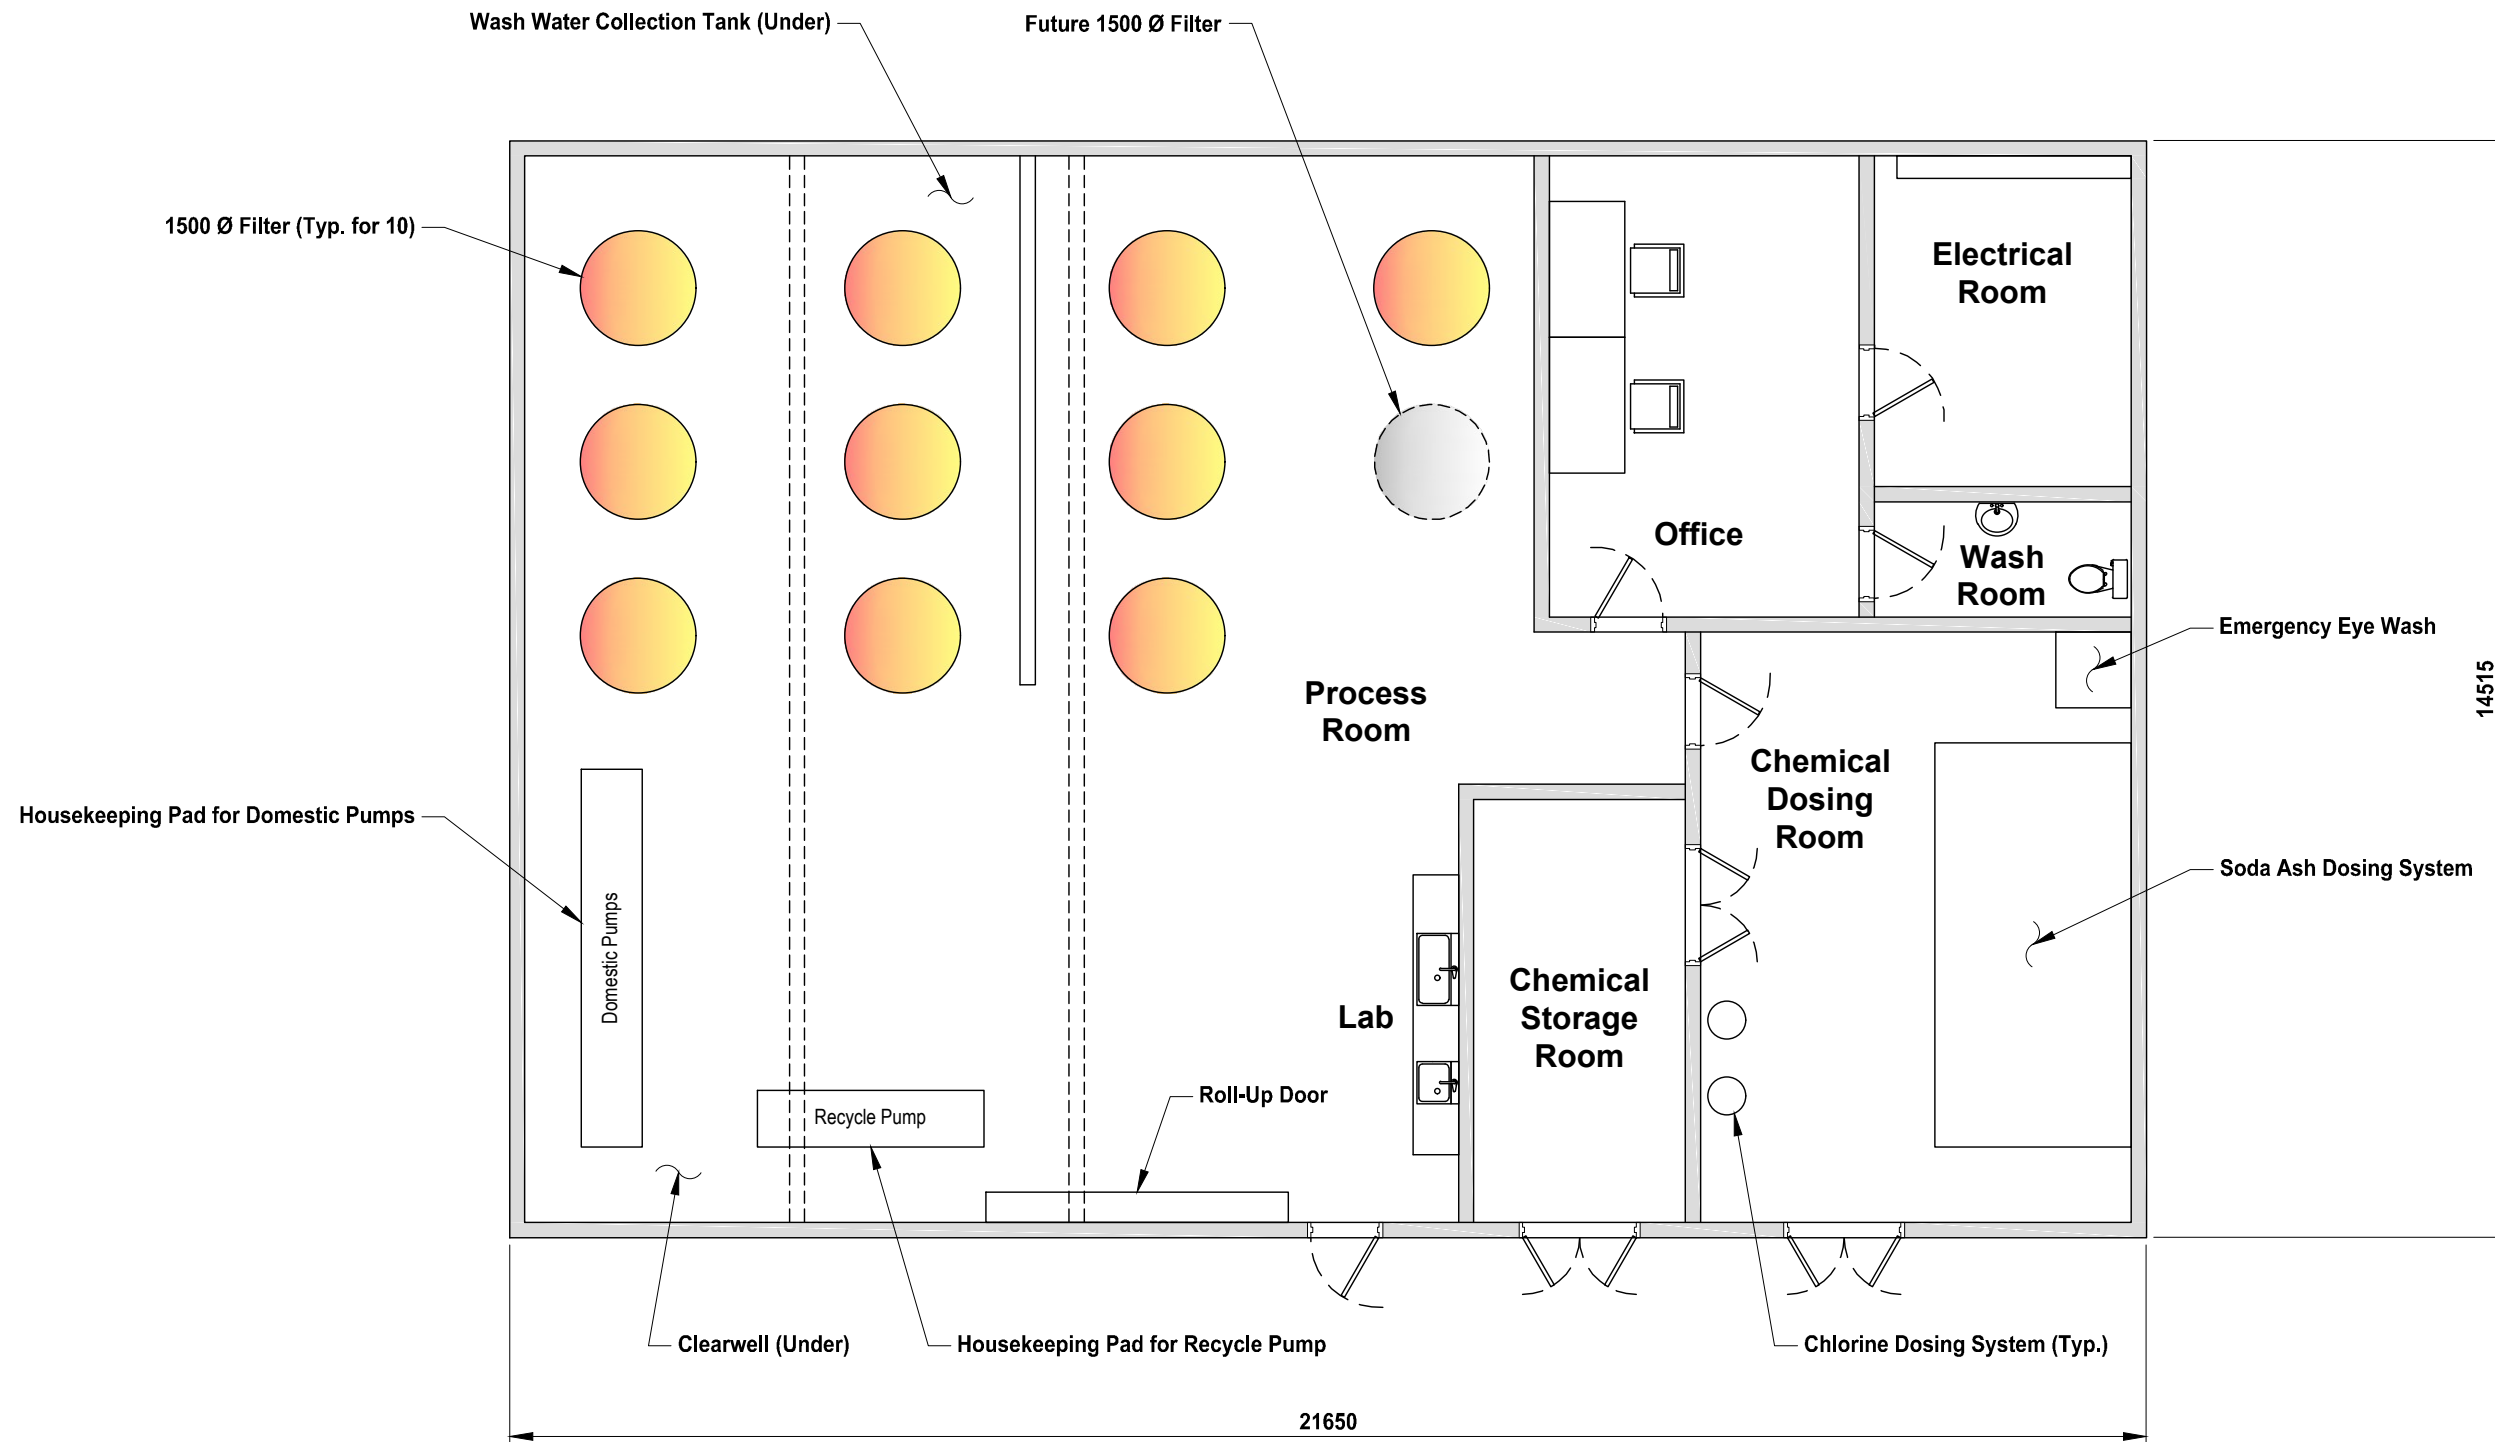 Wash Water Collection Tank (Under)
Future 1500 Ø Filter
1500 Ø Filter (Typ. for 10)
Electrical
Room
Office
Wash
Room
Emergency Eye Wash
14515
Process
Room
Chemical
Dosing
Room
Housekeeping Pad for Domestic Pumps
Domestic Pumps
Soda Ash Dosing System
Lab
Chemical
Storage
Room
Roll-Up Door
Recycle Pump
Clearwell (Under)
Housekeeping Pad for Recycle Pump
Chlorine Dosing System (Typ.)
21650